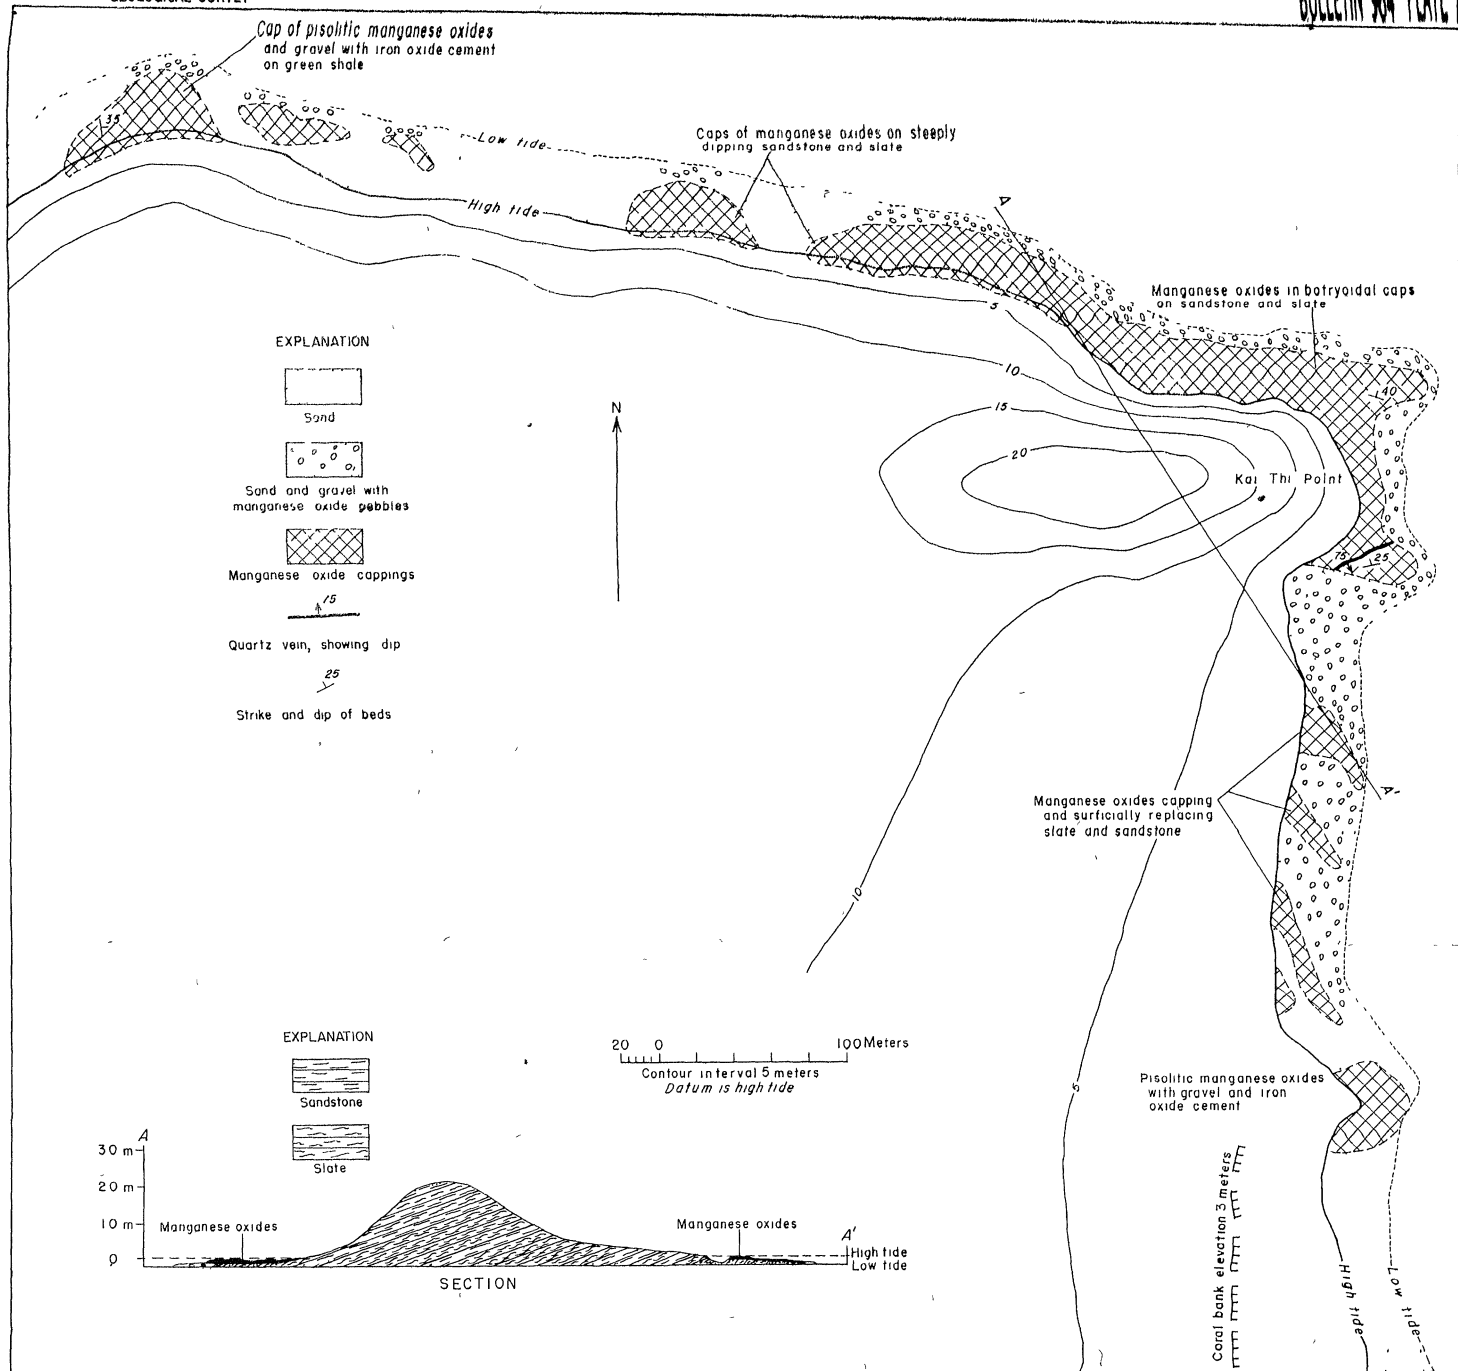 Cap of pisolitic manganese oxides
and gravel with iron oxide cement
on green shale
35
Low tide
High tide
Caps of manganese oxides on steeply
dipping sandstone and slate
A
Manganese oxides in botryoidal caps
on sandstone and slate
5
10
15
20
40
Kai Thi Point
75
25
EXPLANATION
Sand
Sand and gravel with
manganese oxide pebbles
Manganese oxide cappings
15
Quartz vein, showing dip
25
Strike and dip of beds
N
A'
Manganese oxides capping
and surficially replacing
slate and sandstone
10
5
EXPLANATION
Sandstone
Slate
20 0 100 Meters
Contour interval 5 meters
Datum is high tide
Pisolitic manganese oxides
with gravel and iron
oxide cement
Coral bank elevation 3 meters
High tide
Low tide
A
30 m
20 m
10 m
0
Manganese oxides
Manganese oxides
A'
High tide
Low tide
SECTION